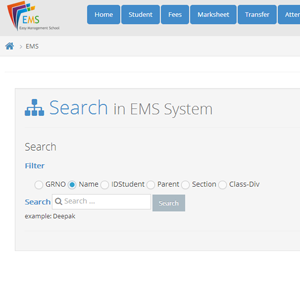 EMS
Easy Management School
Home Student Fees Marksheet Transfer Atte
EMS
Search in EMS System
Search
Filter
GRNO Name IDStudent Parent Section Class-Div
Search Search ... Search
example: Deepak